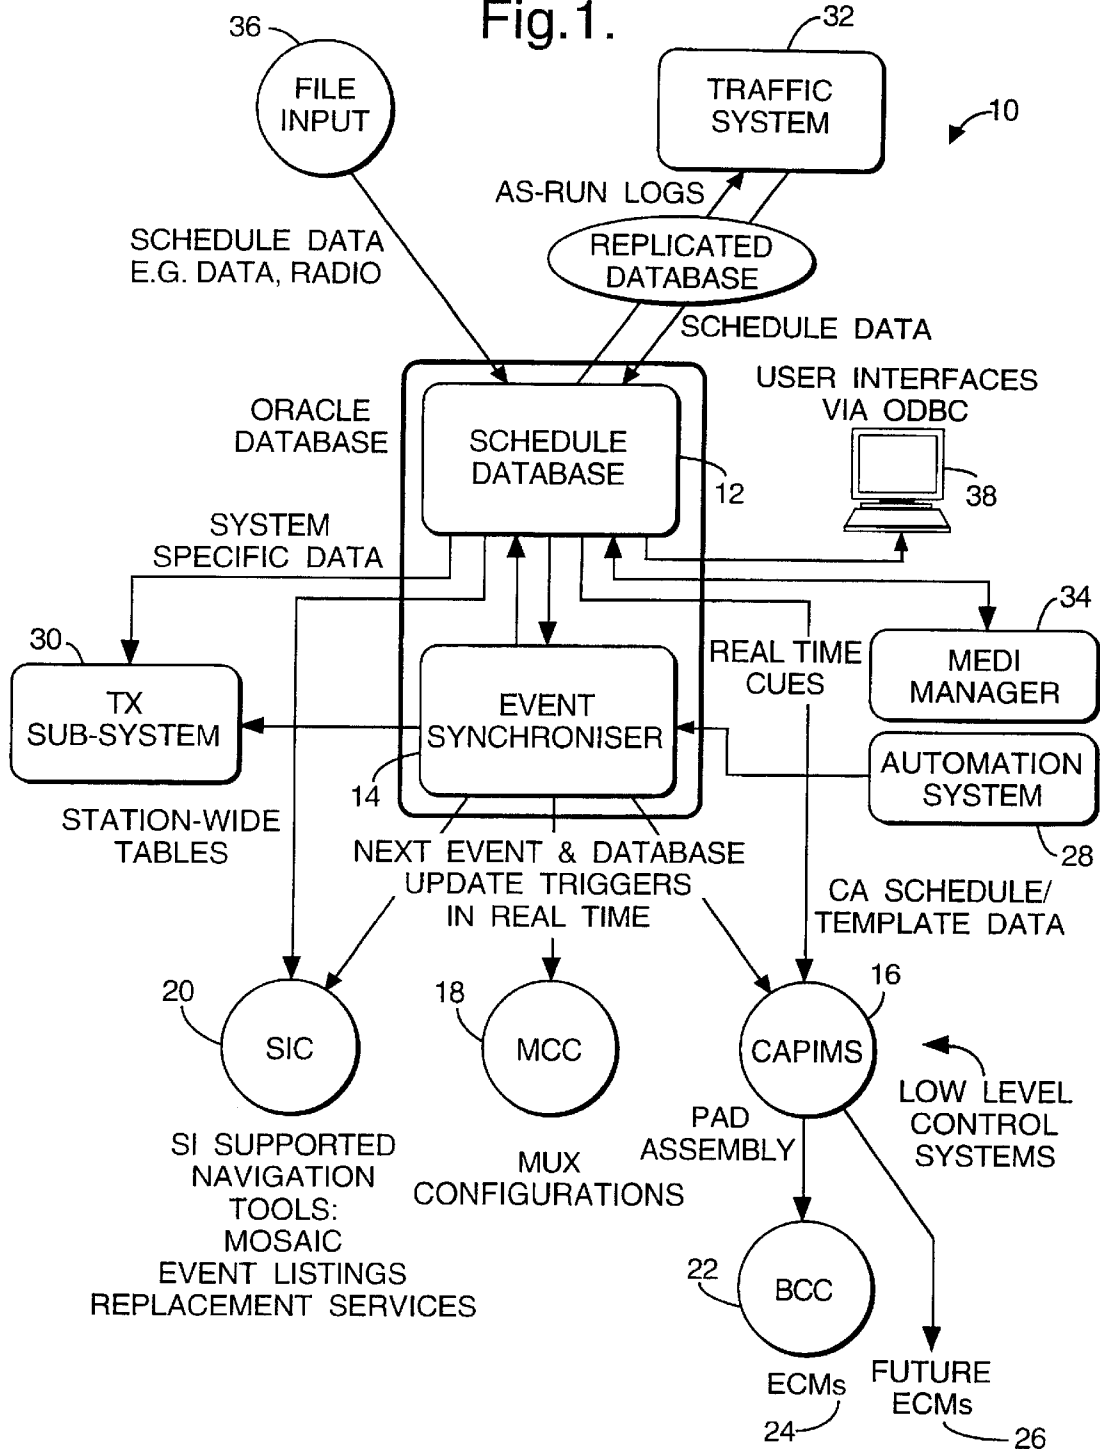 Fig.1.
36
32
FILE
INPUT
TRAFFIC
SYSTEM
10
AS-RUN LOGS
SCHEDULE DATA
E.G. DATA, RADIO
REPLICATED
DATABASE
SCHEDULE DATA
USER INTERFACES
VIA ODBC
ORACLE
DATABASE
SCHEDULE
DATABASE
12
38
SYSTEM
SPECIFIC DATA
30
34
TX
SUB-SYSTEM
EVENT
SYNCHRONISER
REAL TIME
CUES
MEDI
MANAGER
14
AUTOMATION
SYSTEM
28
STATION-WIDE
TABLES
NEXT EVENT & DATABASE
UPDATE TRIGGERS
IN REAL TIME
CA SCHEDULE/
TEMPLATE DATA
20
18
16
SIC
MCC
CAPIMS
LOW LEVEL
CONTROL
SYSTEMS
PAD
ASSEMBLY
SI SUPPORTED
NAVIGATION
TOOLS:
MOSAIC
EVENT LISTINGS
REPLACEMENT SERVICES
MUX
CONFIGURATIONS
22
BCC
ECMs
24
FUTURE
ECMs
26